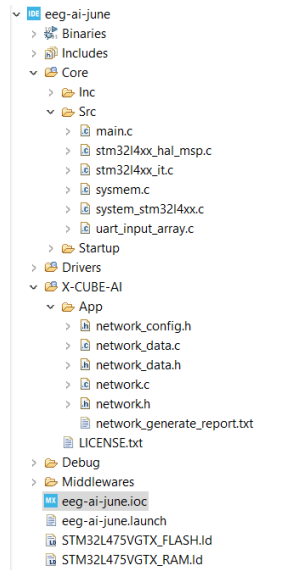 IDE eeg-ai-june
Binaries
Includes
Core
Inc
Src
main.c
stm32l4xx_hal_msp.c
stm32l4xx_it.c
sysmem.c
system_stm32l4xx.c
uart_input_array.c
Startup
Drivers
X-CUBE-AI
App
network_config.h
network_data.c
network_data.h
network.c
network.h
network_generate_report.txt
LICENSE.txt
Debug
Middlewares
MX eeg-ai-june.ioc
eeg-ai-june.launch
STM32L475VGTX_FLASH.ld
STM32L475VGTX_RAM.ld